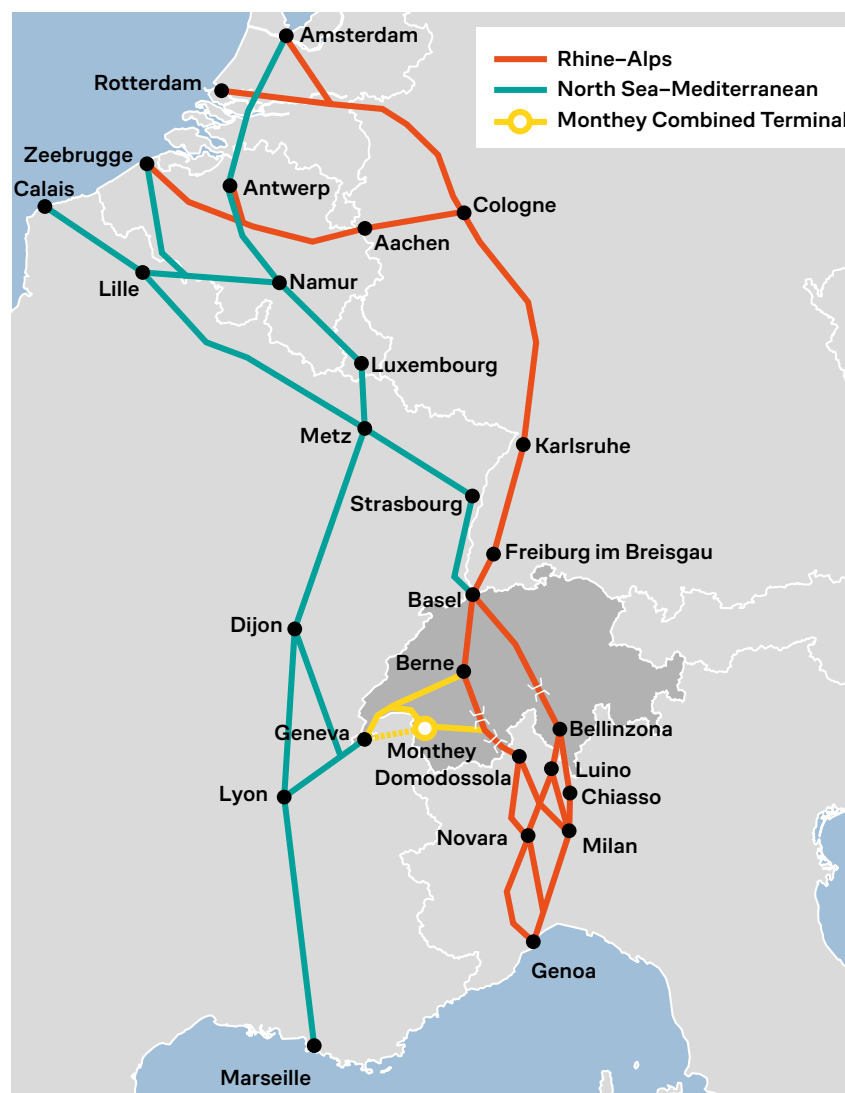 Amsterdam
Rhine–Alps
Rotterdam
North Sea–Mediterranean
Monthey Combined Terminal
Zeebrugge
Calais
Antwerp
Cologne
Aachen
Lille
Namur
Luxembourg
Metz
Karlsruhe
Strasbourg
Freiburg im Breisgau
Basel
Dijon
Berne
Geneva
Bellinzona
Monthey
Domodossola
Luino
Lyon
Chiasso
Novara
Milan
Genoa
Marseille